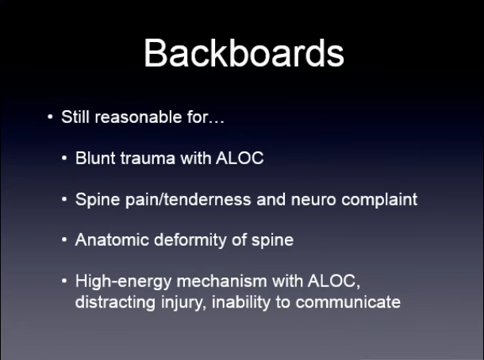 Backboards
• Still reasonable for…
• Blunt trauma with ALOC
• Spine pain/tenderness and neuro complaint
• Anatomic deformity of spine
• High-energy mechanism with ALOC,
distracting injury, inability to communicate